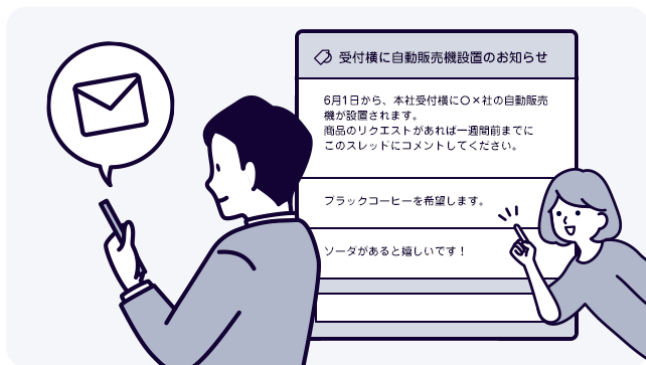 受付横に自動販売機設置のお知らせ
6月1日から、本社受付横に〇×社の自動販売
機が設置されます。
商品のリクエストがあれば一週間前までに
このスレッドにコメントしてください。
ブラックコーヒーを希望します。
ソーダがあると嬉しいです！